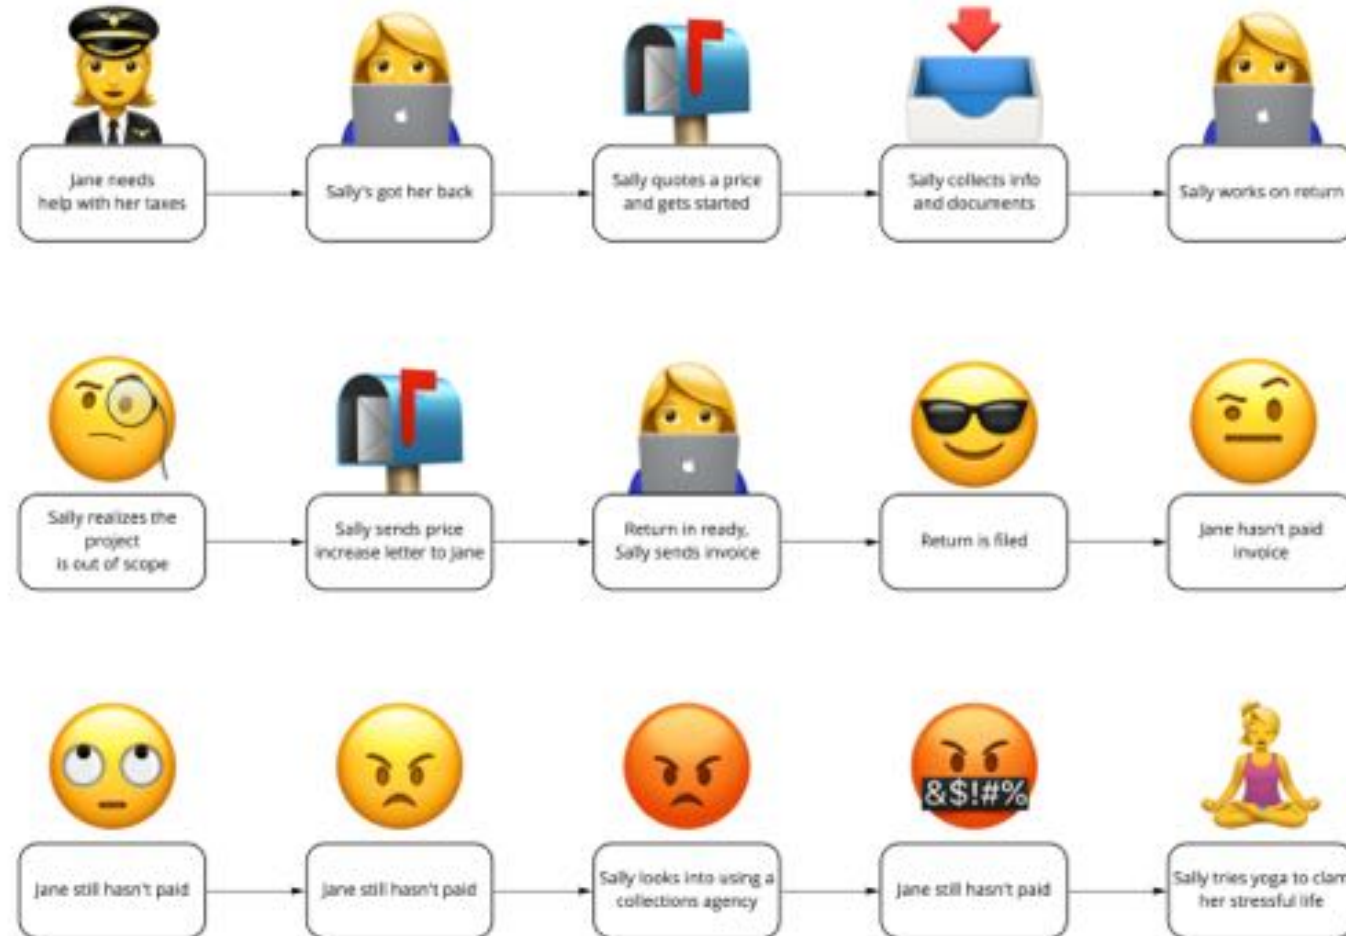 Jane needs
help with her taxes
Sally's got her back
Sally quotes a price
and gets started
Sally collects info
and documents
Sally works on return
Sally realizes the
project
is out of scope
Sally sends price
increase letter to Jane
Return in ready,
Sally sends invoice
Return is filed
Jane hasn't paid
invoice
&$!#%
Jane still hasn't paid
Jane still hasn't paid
Sally looks into using a
collections agency
Jane still hasn't paid
Sally tries yoga to clam
her stressful life